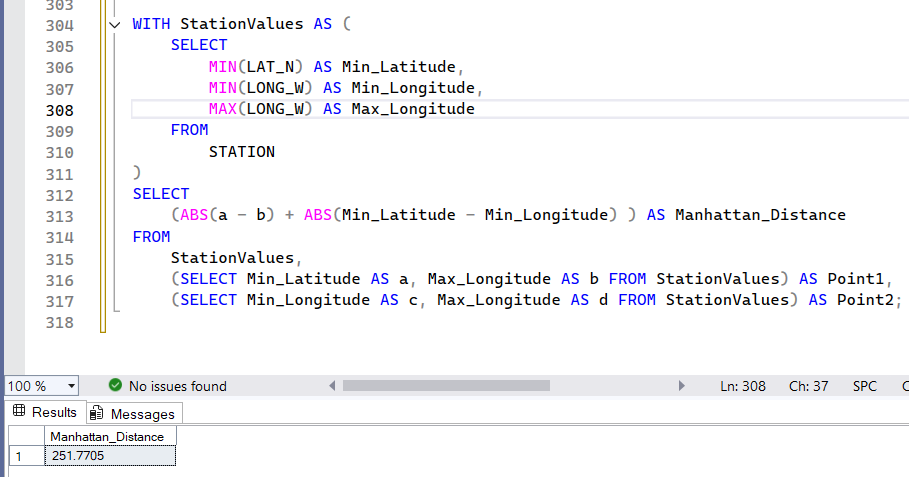 303
304 WITH StationValues AS (
305 SELECT
306 MIN(LAT_N) AS Min_Latitude,
307 MIN(LONG_W) AS Min_Longitude,
308 MAX(LONG_W) AS Max_Longitude
309 FROM
310 STATION
311 )
312 SELECT
313 (ABS(a - b) + ABS(Min_Latitude - Min_Longitude) ) AS Manhattan_Distance
314 FROM
315 StationValues,
316 (SELECT Min_Latitude AS a, Max_Longitude AS b FROM StationValues) AS Point1,
317 (SELECT Min_Longitude AS c, Max_Longitude AS d FROM StationValues) AS Point2;
318
100 % No issues found Ln: 308 Ch: 37 SPC
Results Messages
Manhattan_Distance
1 251.7705